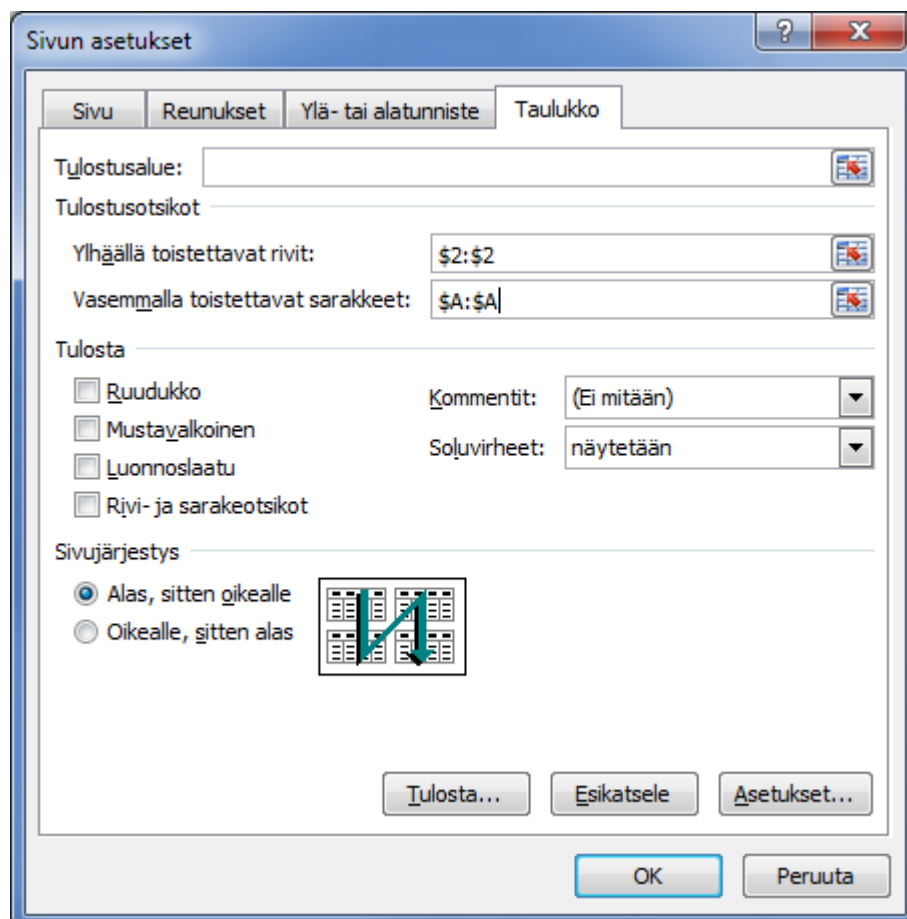 Sivun asetukset
Sivu Reunukset Ylä- tai alatunniste Taulukko
Tulostusalue:
Tulostusotsikot
Ylhäällä toistettavat rivit: $2:$2
Vasemmalla toistettavat sarakkeet: $A:$A
Tulosta
Ruudukko Kommentit: (Ei mitään)
Mustavalkoinen
Soluvirheet: näytetään
Luonnoslaatu
Rivi- ja sarakeotsikot
Sivujärjestys
Alas, sitten oikealle
Oikealle, sitten alas
Tulosta... Esikatsele Asetukset...
OK Peruuta